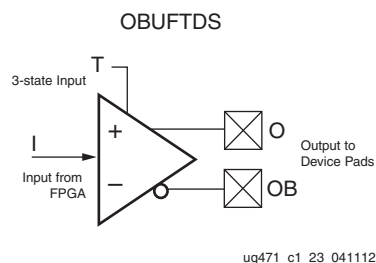 OBUFTDS
T
3-state Input
+
I
O
Output to
Device Pads
Input from
FPGA
–
OB
ug471_c1_23_041112